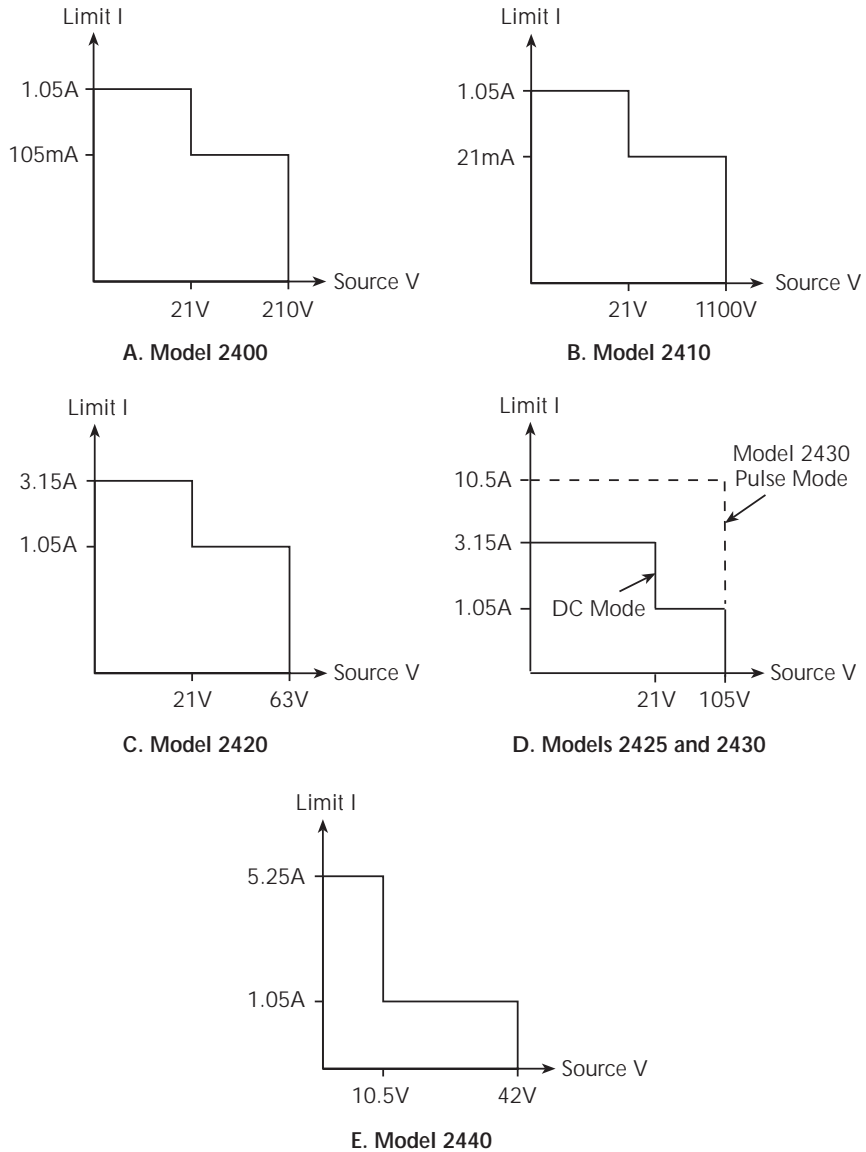 Limit I
1.05A
105mA
Source V
21V
210V
A. Model 2400
Limit I
1.05A
21mA
Source V
21V
1100V
B. Model 2410
Limit I
3.15A
1.05A
Source V
21V
63V
C. Model 2420
Limit I
Model 2430
Pulse Mode
10.5A
3.15A
DC Mode
1.05A
Source V
21V
105V
D. Models 2425 and 2430
Limit I
5.25A
1.05A
Source V
10.5V
42V
E. Model 2440